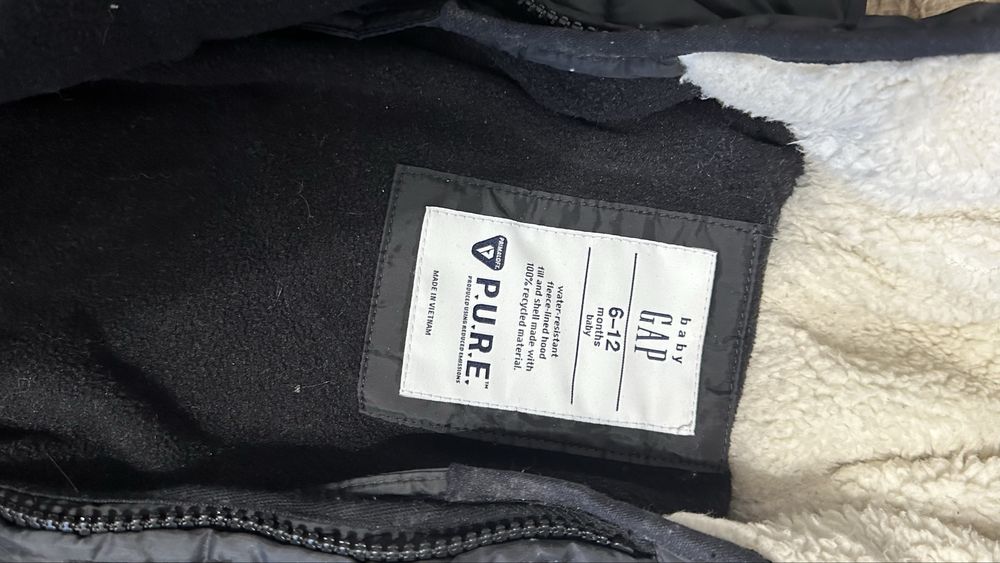 baby
GAP
6–12
months
baby
water-resistant
fleece-lined hood
fill and shell made with
100% recycled material.
PRIMALOFT.
P.U.R.E.™
PRODUCED USING REDUCED EMISSIONS
MADE IN VIETNAM